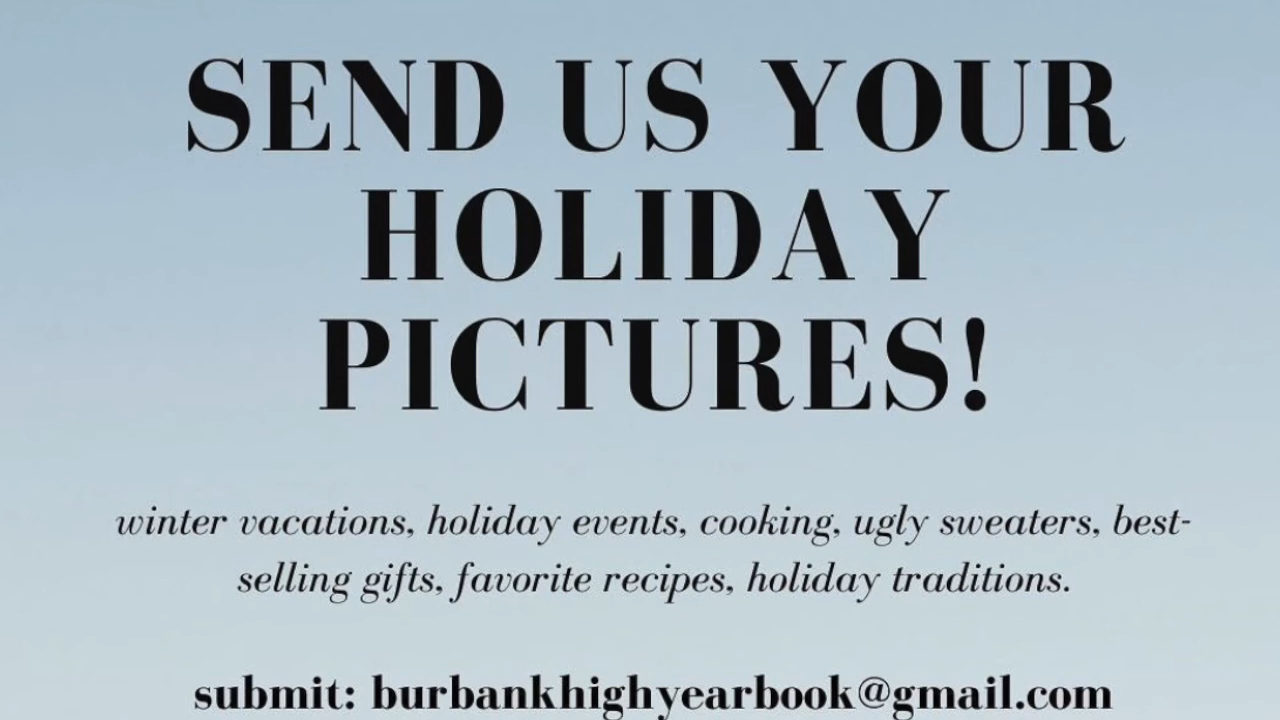 SEND US YOUR
HOLIDAY
PICTURES!
winter vacations, holiday events, cooking, ugly sweaters, best-
selling gifts, favorite recipes, holiday traditions.
submit: burbankhighyearbook@gmail.com